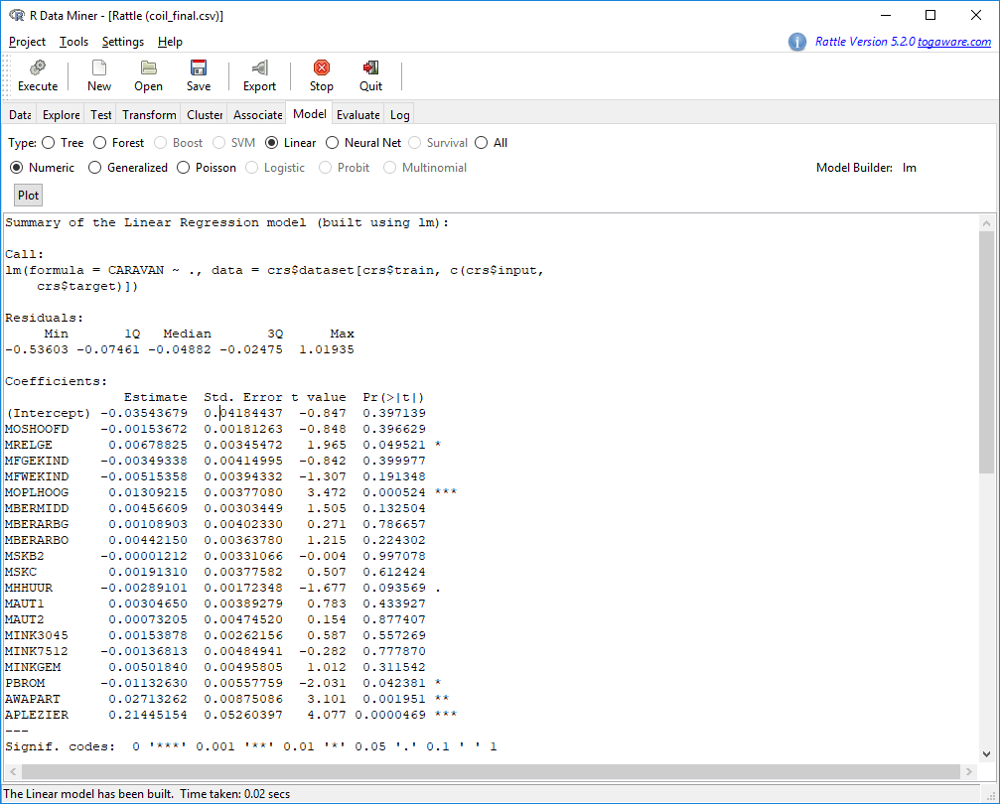 R Data Miner - [Rattle (coil_final.csv)]
Project Tools Settings Help
Rattle Version 5.2.0 togaware.com
Execute New Open Save Export Stop Quit
Data Explore Test Transform Cluster Associate Model Evaluate Log
Type: Tree Forest Boost SVM Linear Neural Net Survival All
Numeric Generalized Poisson Logistic Probit Multinomial Model Builder: lm
Plot
Summary of the Linear Regression model (built using lm):
Call:
lm(formula = CARAVAN ~ ., data = crs$dataset[crs$train, c(crs$input,
crs$target)])
Residuals:
Min 1Q Median 3Q Max
-0.53603 -0.07461 -0.04882 -0.02475 1.01935
Coefficients:
Estimate Std. Error t value Pr(>|t|)
(Intercept) -0.03543679 0.04184437 -0.847 0.397139
MOSHOOFD -0.00153672 0.00181263 -0.848 0.396629
MRELGE 0.00678825 0.00345472 1.965 0.049521 *
MFGEKIND -0.00349338 0.00414995 -0.842 0.399977
MFWEKIND -0.00515358 0.00394332 -1.307 0.191348
MOPLHOOG 0.01309215 0.00377080 3.472 0.000524 ***
MBERMIDD 0.00456609 0.00303449 1.505 0.132504
MBERARBG 0.00108903 0.00402330 0.271 0.786657
MBERARBO 0.00442150 0.00363780 1.215 0.224302
MSKB2 -0.00001212 0.00331066 -0.004 0.997078
MSKC 0.00191310 0.00377582 0.507 0.612424
MHHUUR -0.00289101 0.00172348 -1.677 0.093569 .
MAUT1 0.00304650 0.00389279 0.783 0.433927
MAUT2 0.00073205 0.00474520 0.154 0.877407
MINK3045 0.00153878 0.00262156 0.587 0.557269
MINK7512 -0.00136813 0.00484941 -0.282 0.777870
MINKGEM 0.00501840 0.00495805 1.012 0.311542
PBROM -0.01132630 0.00557759 -2.031 0.042381 *
AWAPART 0.02713262 0.00875086 3.101 0.001951 **
APLEZIER 0.21445154 0.05260397 4.077 0.0000469 ***
---
Signif. codes: 0 '***' 0.001 '**' 0.01 '*' 0.05 '.' 0.1 ' ' 1
The Linear model has been built. Time taken: 0.02 secs